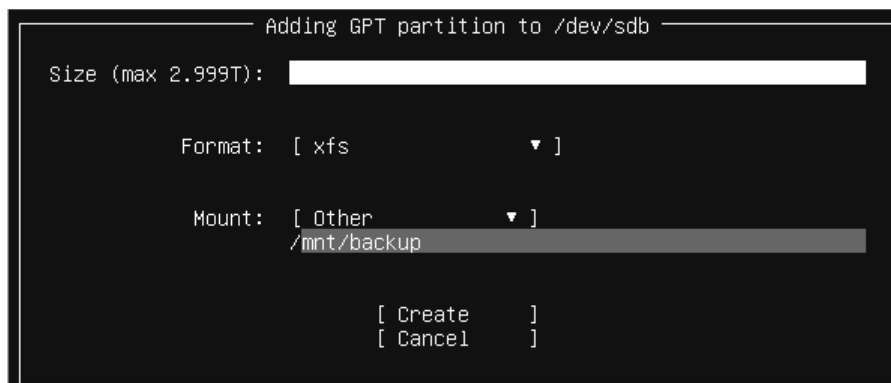 Adding GPT partition to /dev/sdb
Size (max 2.999T):
Format: [ xfs ▼ ]
Mount: [ Other ▼ ]
/mnt/backup
[ Create ]
[ Cancel ]